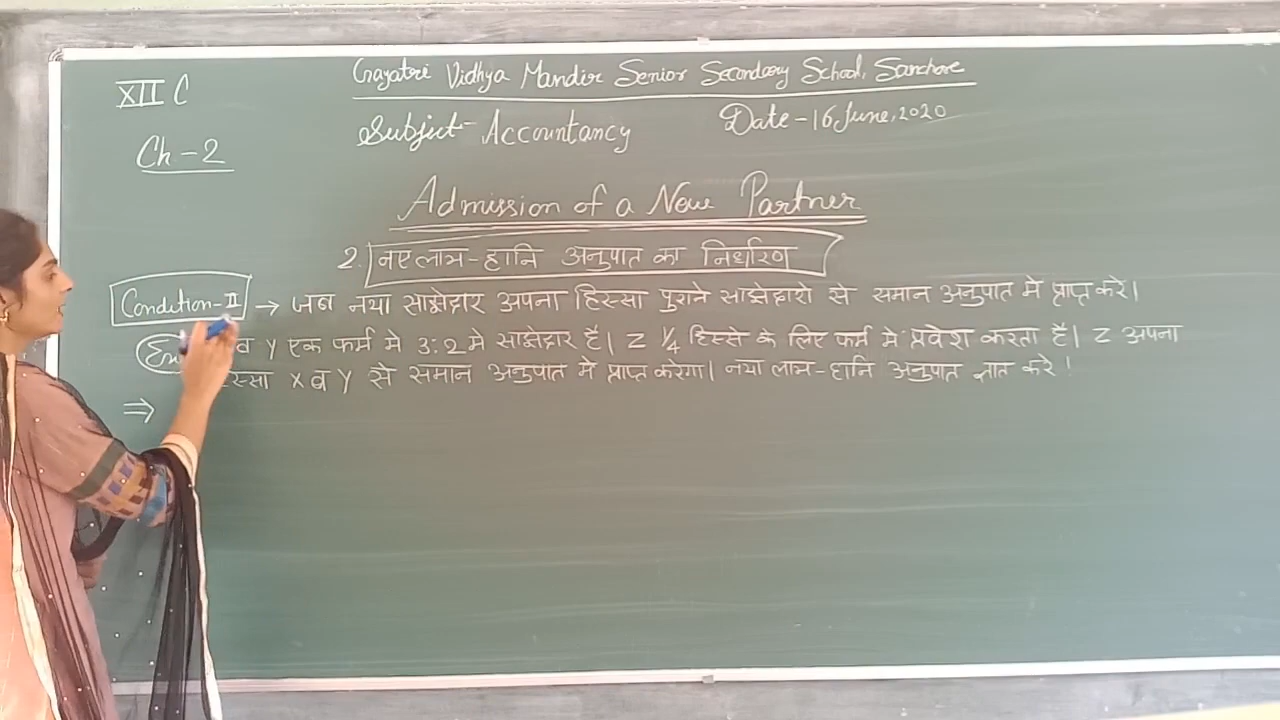 Gayatri Vidhya Mandir Senior Secondary School, Sanchore
XII C
Subject- Accountancy
Date - 16 June, 2020
Ch - 2
Admission of a New Partner
2. नए लाभ-हानि अनुपात का निर्धारण
Condition-II → जब नया साझेदार अपना हिस्सा पुराने साझेदारो से समान अनुपात में प्राप्त करे।
व Y एक फर्म मे 3:2 मे साझेदार हैं। Z 1/4 हिस्से के लिए फर्म में प्रवेश करता है। Z अपना
X व Y से समान अनुपात में प्राप्त करेगा। नया लाभ-हानि अनुपात ज्ञात करे!
⇒